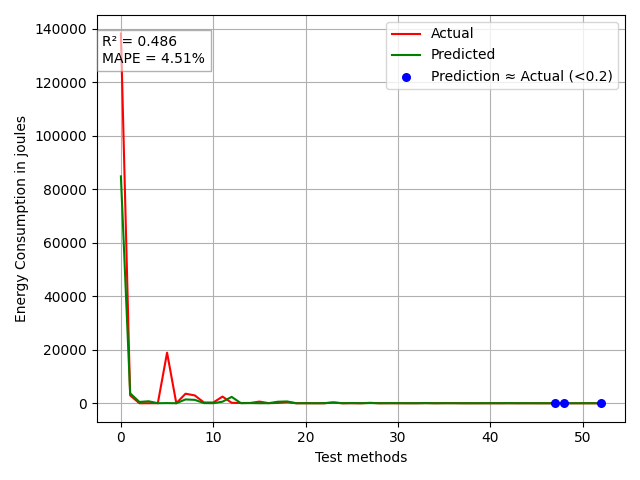 R² = 0.486
MAPE = 4.51%
Actual
Predicted
Prediction ≈ Actual (<0.2)
Energy Consumption in joules
140000
120000
100000
80000
60000
40000
20000
0
0 10 20 30 40 50
Test methods